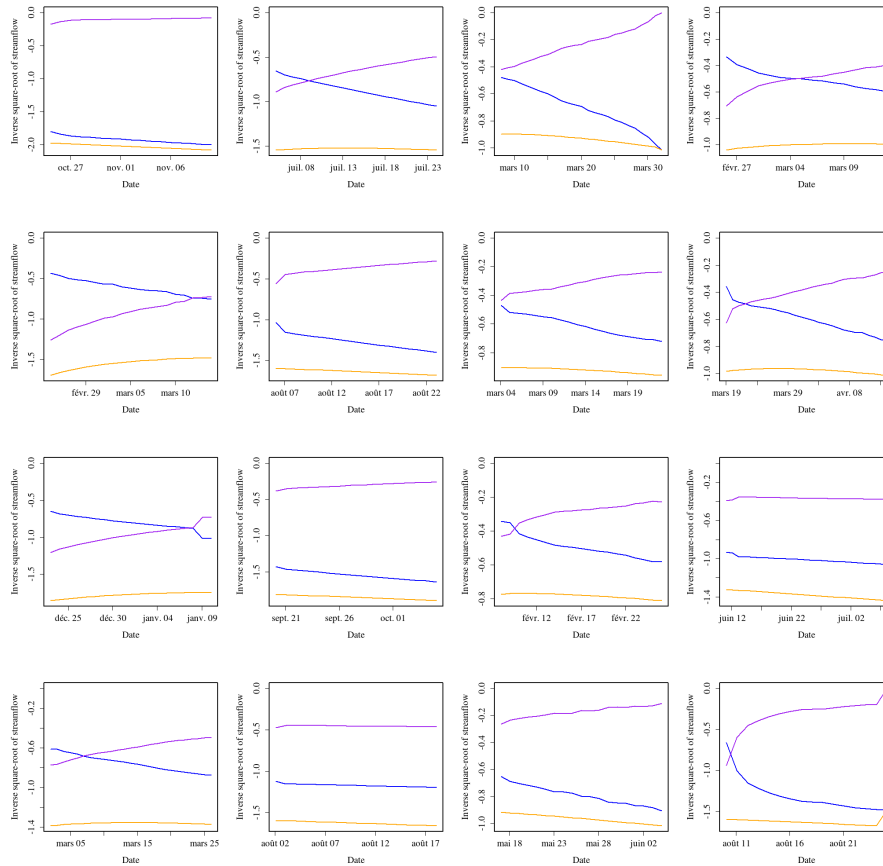 Inverse square-root of streamflow
0.0
-0.5
-1.0
-1.5
-2.0
oct. 27 nov. 01 nov. 06
Date
Inverse square-root of streamflow
0.0
-0.5
-1.0
-1.5
juil. 08 juil. 13 juil. 18 juil. 23
Date
Inverse square-root of streamflow
0.0
-0.2
-0.4
-0.6
-0.8
-1.0
mars 10 mars 20 mars 30
Date
Inverse square-root of streamflow
0.0
-0.2
-0.4
-0.6
-0.8
-1.0
févr. 27 mars 04 mars 09
Date
Inverse square-root of streamflow
0.0
-0.5
-1.0
-1.5
févr. 29 mars 05 mars 10
Date
Inverse square-root of streamflow
0.0
-0.5
-1.0
-1.5
août 07 août 12 août 17 août 22
Date
Inverse square-root of streamflow
0.0
-0.2
-0.4
-0.6
-0.8
mars 04 mars 09 mars 14 mars 19
Date
Inverse square-root of streamflow
0.0
-0.2
-0.4
-0.6
-0.8
-1.0
mars 19 mars 29 avr. 08
Date
Inverse square-root of streamflow
0.0
-0.5
-1.0
-1.5
déc. 25 déc. 30 janv. 04 janv. 09
Date
Inverse square-root of streamflow
0.0
-0.5
-1.0
-1.5
sept. 21 sept. 26 oct. 01
Date
Inverse square-root of streamflow
0.0
-0.2
-0.4
-0.6
-0.8
févr. 12 févr. 17 févr. 22
Date
Inverse square-root of streamflow
-0.2
-0.6
-1.0
-1.4
juin 12 juin 22 juil. 02
Date
Inverse square-root of streamflow
-0.2
-0.6
-1.0
-1.4
mars 05 mars 15 mars 25
Date
Inverse square-root of streamflow
0.0
-0.5
-1.0
-1.5
août 02 août 07 août 12 août 17
Date
Inverse square-root of streamflow
0.0
-0.2
-0.4
-0.6
-0.8
-1.0
mai 18 mai 23 mai 28 juin 02
Date
Inverse square-root of streamflow
0.0
-0.5
-1.0
-1.5
août 11 août 16 août 21
Date